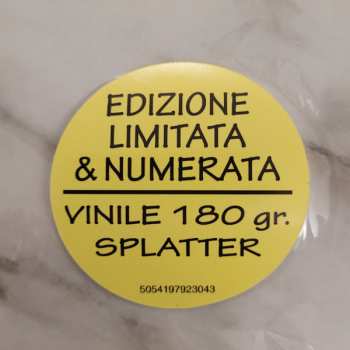 EDIZIONE
LIMITATA
& NUMERATA
VINILE 180 gr.
SPLATTER
5054197923043